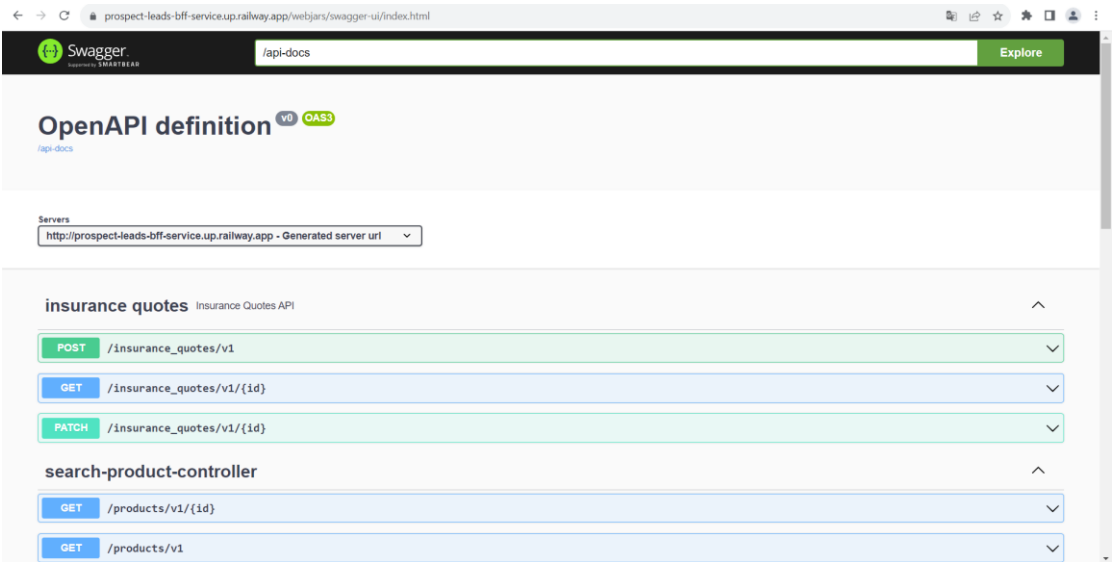 prospect-leads-bff-service.up.railway.app/webjars/swagger-ui/index.html
Swagger.
Supported by SMARTBEAR
/api-docs
Explore
OpenAPI definition v0 OAS3
/api-docs
Servers
http://prospect-leads-bff-service.up.railway.app - Generated server url
insurance quotes Insurance Quotes API
POST /insurance_quotes/v1
GET /insurance_quotes/v1/{id}
PATCH /insurance_quotes/v1/{id}
search-product-controller
GET /products/v1/{id}
GET /products/v1